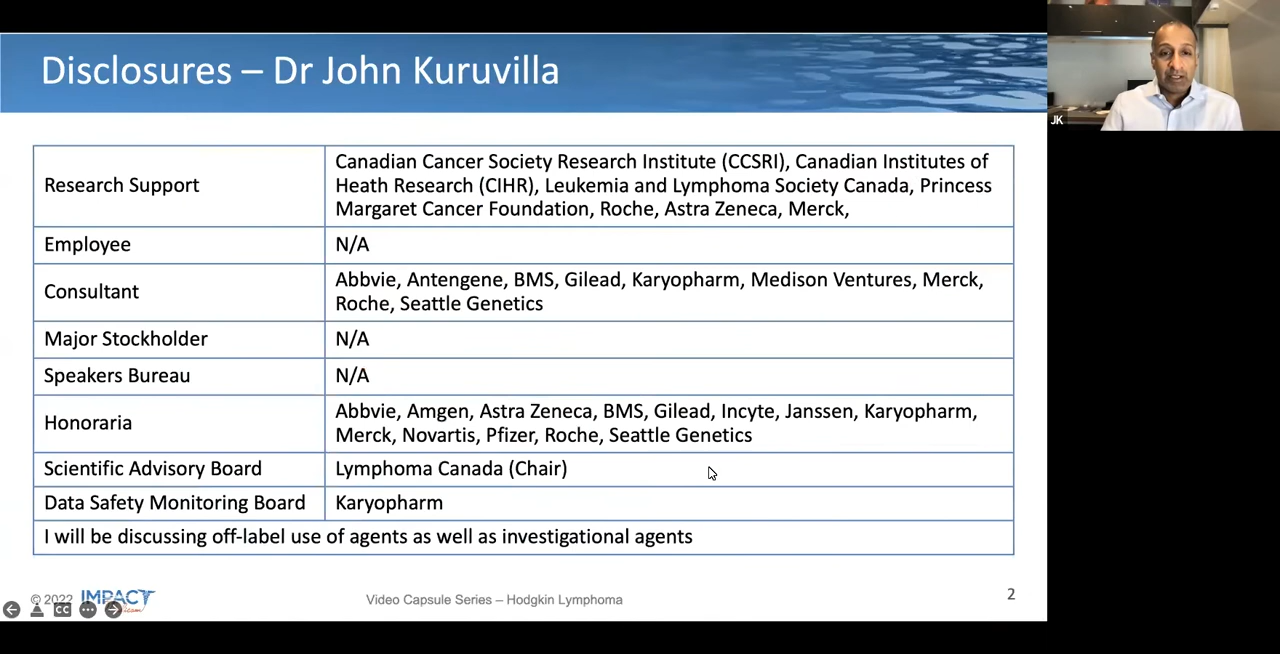 Disclosures – Dr John Kuruvilla
JK
Research Support
Canadian Cancer Society Research Institute (CCSRI), Canadian Institutes of
Heath Research (CIHR), Leukemia and Lymphoma Society Canada, Princess
Margaret Cancer Foundation, Roche, Astra Zeneca, Merck,
Employee
N/A
Consultant
Abbvie, Antengene, BMS, Gilead, Karyopharm, Medison Ventures, Merck,
Roche, Seattle Genetics
Major Stockholder
N/A
Speakers Bureau
N/A
Honoraria
Abbvie, Amgen, Astra Zeneca, BMS, Gilead, Incyte, Janssen, Karyopharm,
Merck, Novartis, Pfizer, Roche, Seattle Genetics
Scientific Advisory Board
Lymphoma Canada (Chair)
Data Safety Monitoring Board
Karyopharm
I will be discussing off-label use of agents as well as investigational agents
© 2022 IMPACT
CC
Video Capsule Series – Hodgkin Lymphoma
2